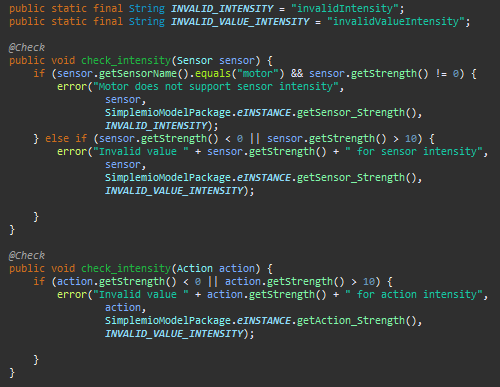 public static final String INVALID_INTENSITY = "invalidIntensity";
public static final String INVALID_VALUE_INTENSITY = "invalidValueIntensity";
@Check
public void check_intensity(Sensor sensor) {
if (sensor.getSensorName().equals("motor") && sensor.getStrength() != 0) {
error("Motor does not support sensor intensity",
sensor,
SimplemioModelPackage.eINSTANCE.getSensor_Strength(),
INVALID_INTENSITY);
} else if (sensor.getStrength() < 0 || sensor.getStrength() > 10) {
error("Invalid value " + sensor.getStrength() + " for sensor intensity",
sensor,
SimplemioModelPackage.eINSTANCE.getSensor_Strength(),
INVALID_VALUE_INTENSITY);
}
}
@Check
public void check_intensity(Action action) {
if (action.getStrength() < 0 || action.getStrength() > 10) {
error("Invalid value " + action.getStrength() + " for action intensity",
action,
SimplemioModelPackage.eINSTANCE.getAction_Strength(),
INVALID_VALUE_INTENSITY);
}
}